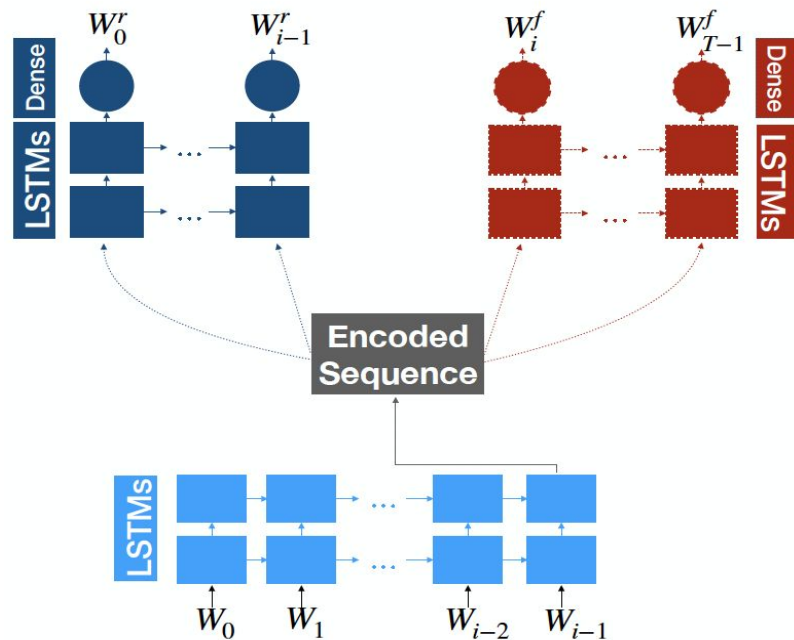 W_0^r W_{i-1}^r W_i^f W_{T-1}^f
Dense
LSTMs
Dense
LSTMs
...
...
...
...
Encoded
Sequence
LSTMs
...
...
W_0 W_1 W_{i-2} W_{i-1}